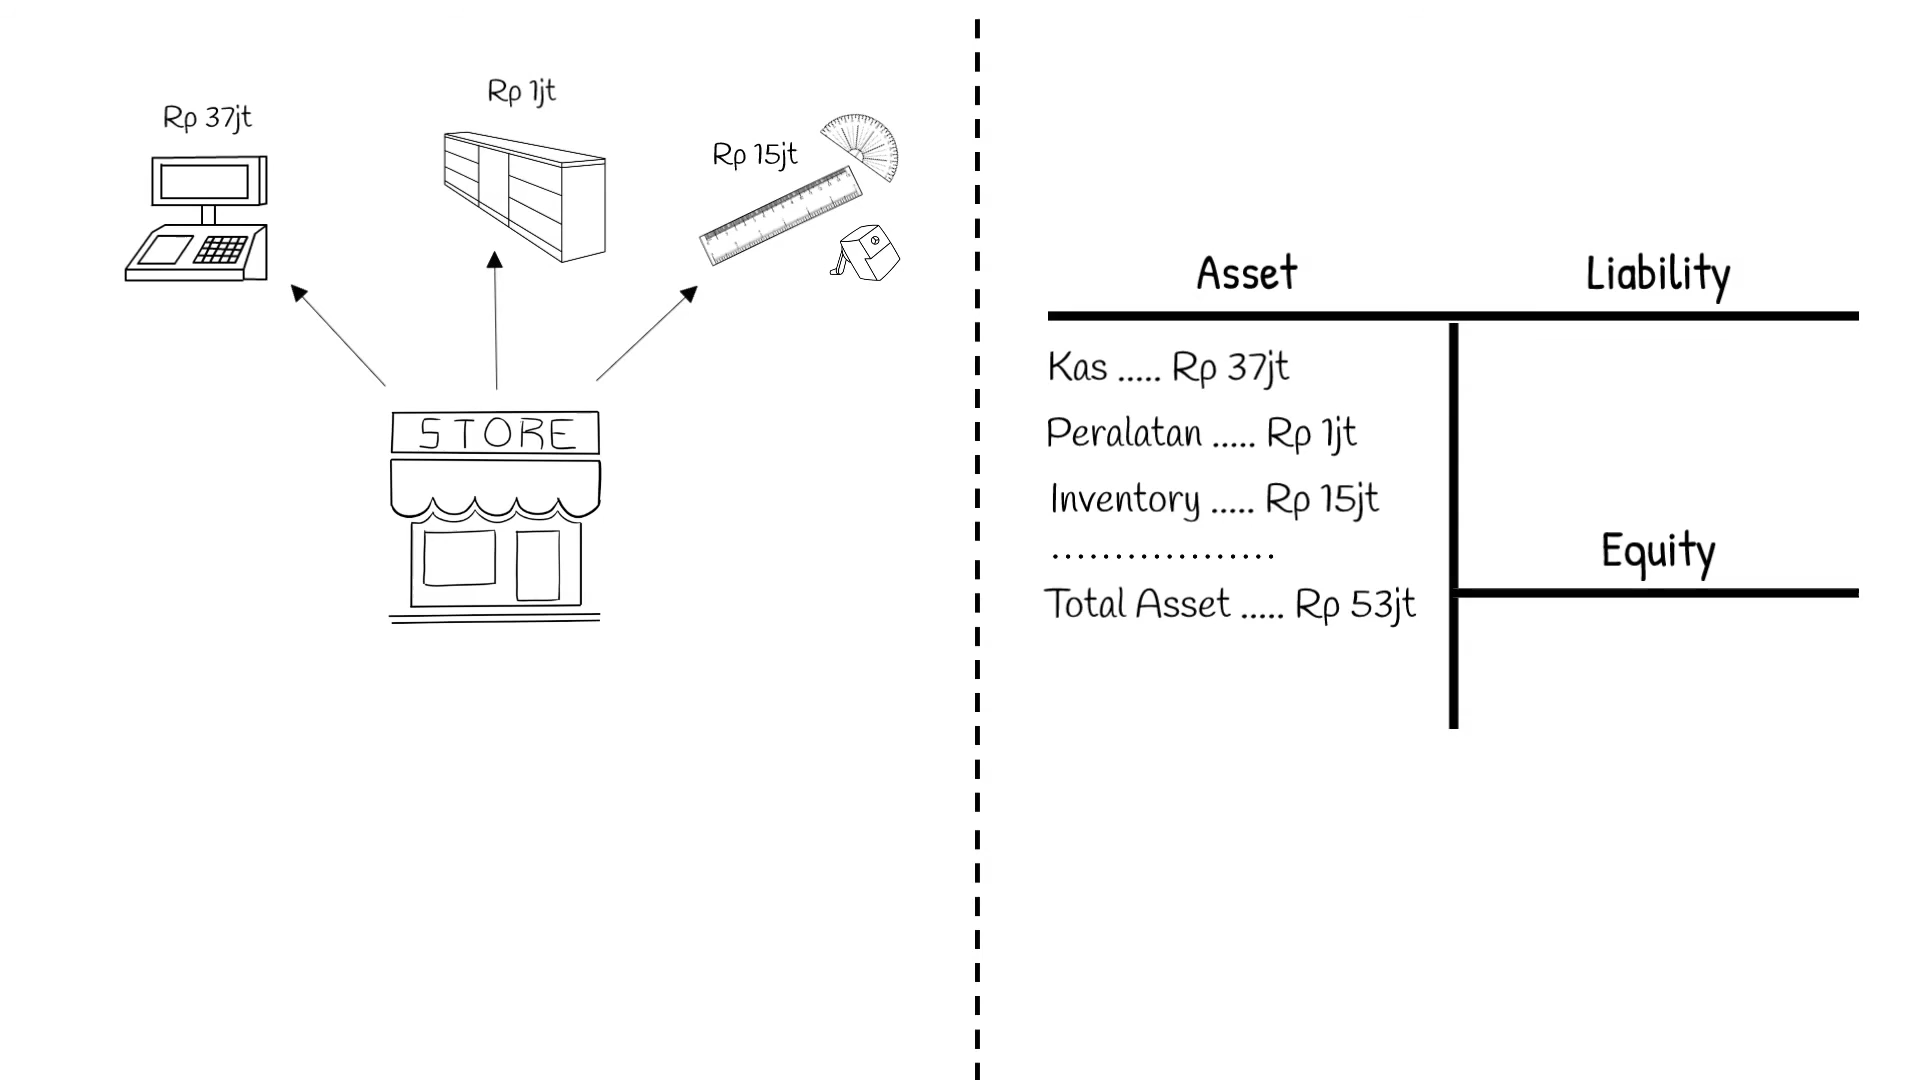 Rp 37jt
Rp 1jt
Rp 15jt
STORE
Asset
Liability
Kas ..... Rp 37jt
Peralatan ..... Rp 1jt
Inventory ..... Rp 15jt
..................
Total Asset ..... Rp 53jt
Equity